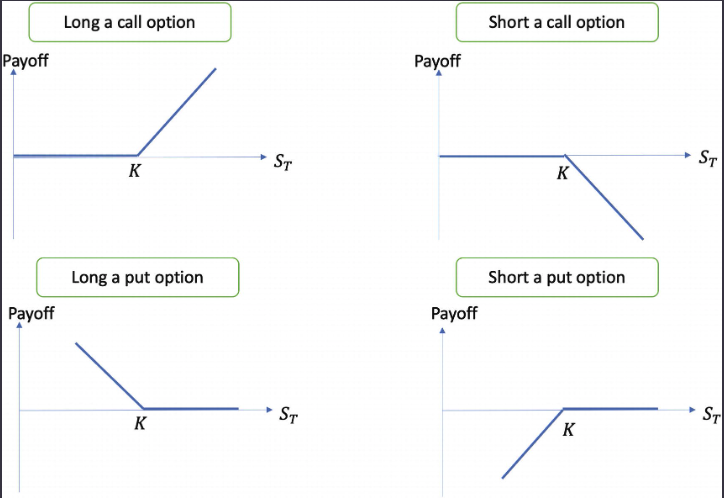 Long a call option
Short a call option
Payoff
Payoff
K
S_T
K
S_T
Long a put option
Short a put option
Payoff
Payoff
K
S_T
K
S_T